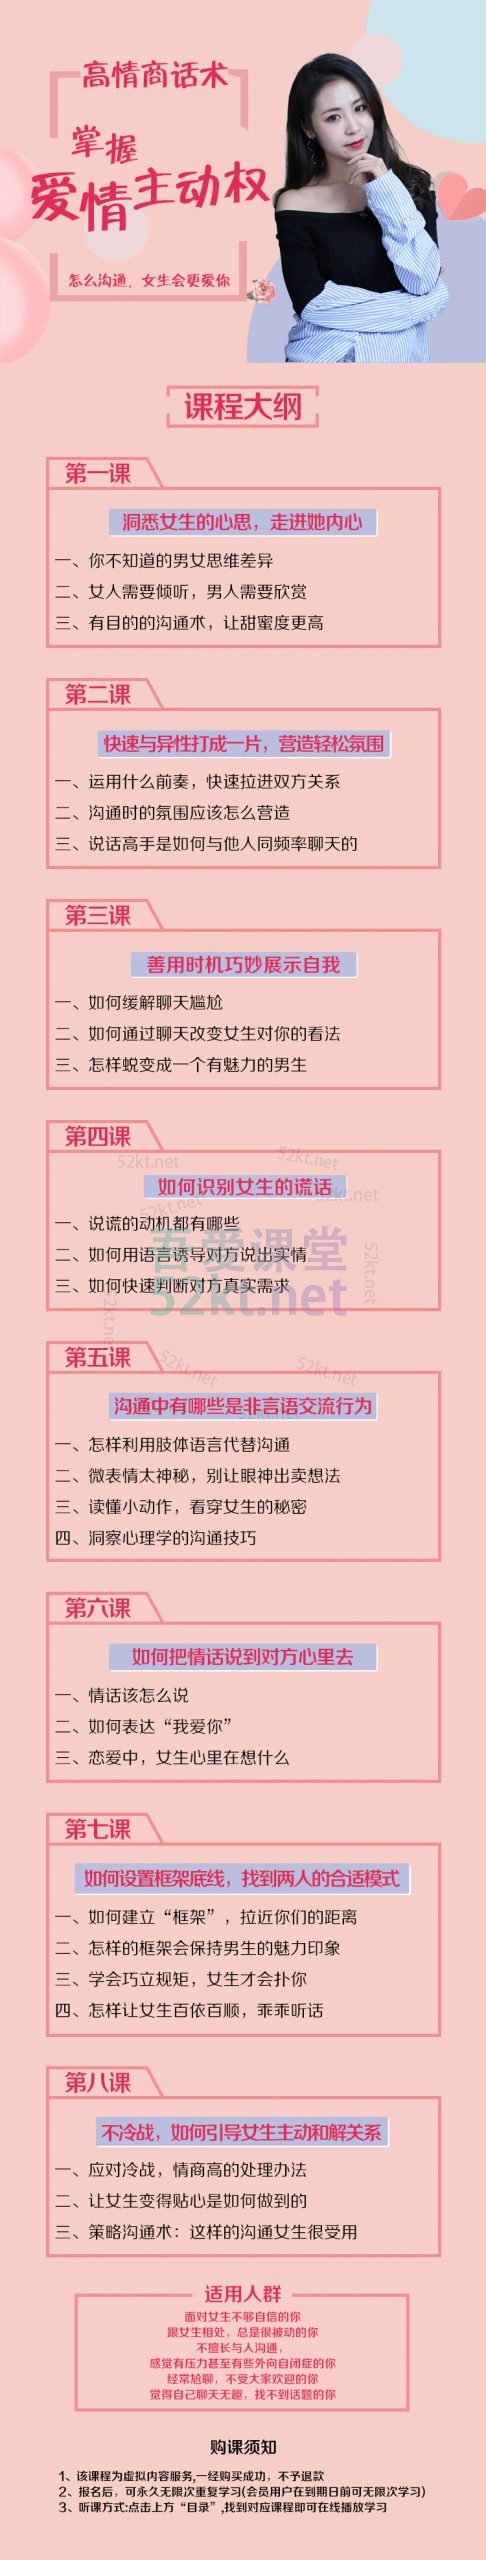 高情商话术
掌握
爱情主动权
怎么沟通，女生会更爱你
课程大纲
第一课
洞悉女生的心思，走进她内心
一、你不知道的男女思维差异
二、女人需要倾听，男人需要欣赏
三、有目的的沟通术，让甜蜜度更高
第二课
快速与异性打成一片，营造轻松氛围
一、运用什么前奏，快速拉进双方关系
二、沟通时的氛围应该怎么营造
三、说话高手是如何与他人同频率聊天的
第三课
善用时机巧妙展示自我
一、如何缓解聊天尴尬
二、如何通过聊天改变女生对你的看法
三、怎样蜕变成一个有魅力的男生
第四课
52kt.net
52kt.net
如何识别女生的谎话
52kt.net
52kt.net
一、说谎的动机都有哪些
吾爱课堂
二、如何用语言诱导对方说出实情
52kt.net
三、如何快速判断对方真实需求
52kt.net
52kt.net
第五课
52kt.net
52kt.net
沟通中有哪些是非言语交流行为
一、怎样利用肢体语言代替沟通
二、微表情太神秘，别让眼神出卖想法
三、读懂小动作，看穿女生的秘密
四、洞察心理学的沟通技巧
第六课
如何把情话说到对方心里去
一、情话该怎么说
二、如何表达“我爱你”
三、恋爱中，女生心里在想什么
第七课
如何设置框架底线，找到两人的合适模式
一、如何建立“框架”，拉近你们的距离
二、怎样的框架会保持男生的魅力印象
三、学会巧立规矩，女生才会扑你
四、怎样让女生百依百顺，乖乖听话
第八课
不冷战，如何引导女生主动和解关系
一、应对冷战，情商高的处理办法
二、让女生变得贴心是如何做到的
三、策略沟通术：这样的沟通女生很受用
适用人群
面对女生不够自信的你
跟女生相处，总是很被动的你
不擅长与人沟通，
感觉有压力甚至有些外向自闭症的你
经常尬聊，不受大家欢迎的你
觉得自己聊天无趣，找不到话题的你
购课须知
1、该课程为虚拟内容服务,一经购买成功，不予退款
2、报名后，可永久无限次重复学习(会员用户在到期日前可无限次学习)
3、听课方式:点击上方“目录”,找到对应课程即可在线播放学习